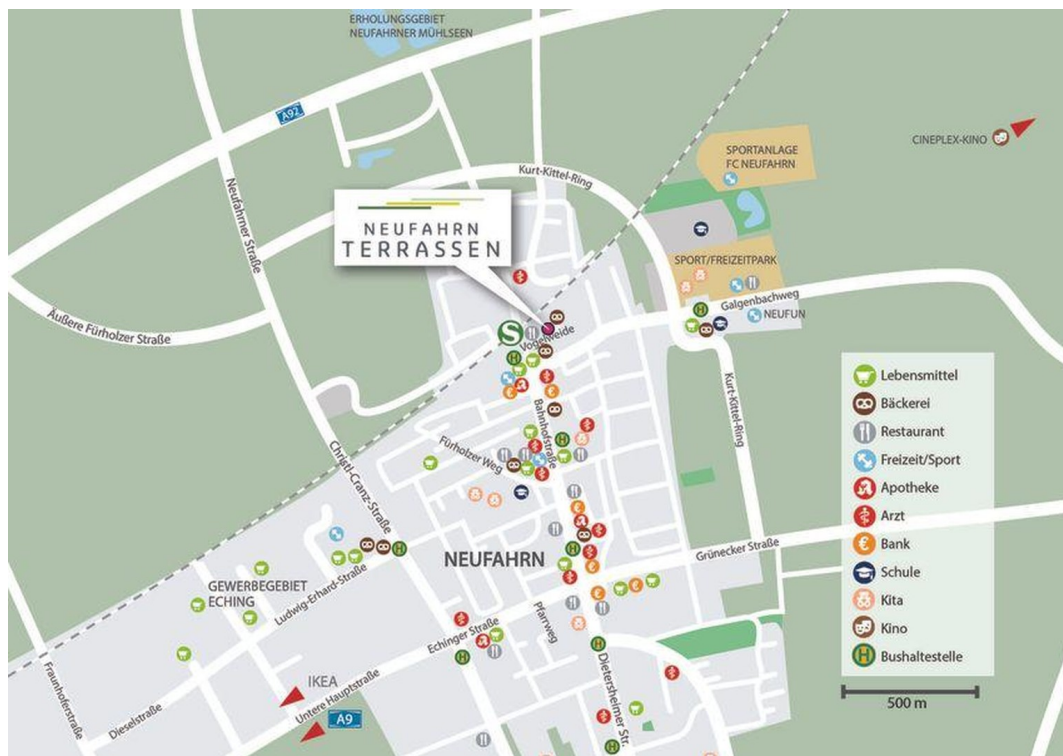 ERHOLUNGSGEBIET
NEUFAHRNER MÜHLSEEN
A92
CINEPLEX-KINO
SPORTANLAGE
FC NEUFAHRN
Kurt-Kittel-Ring
Neufahrner Straße
NEUFAHRN
TERRASSEN
SPORT/FREIZEITPARK
Galgenbachweg
NEUFUN
Äußere Fürholzer Straße
S
Vogelweide
H
H
Kurt-Kittel-Ring
Bahnhofstraße
Fürholzer Weg
H
Christl-Cranz-Straße
Lebensmittel
Bäckerei
Restaurant
Freizeit/Sport
Apotheke
Arzt
Bank
Schule
Kita
Kino
H Bushaltestelle
500 m
H
H
NEUFAHRN
Grünecker Straße
GEWERBEGEBIET
ECHING
Ludwig-Erhard-Straße
Pfarrweg
Echinger Straße
H
H
Dietersheimer Str.
H
Fraunhoferstraße
Dieselstraße
IKEA
Untere Hauptstraße
A9